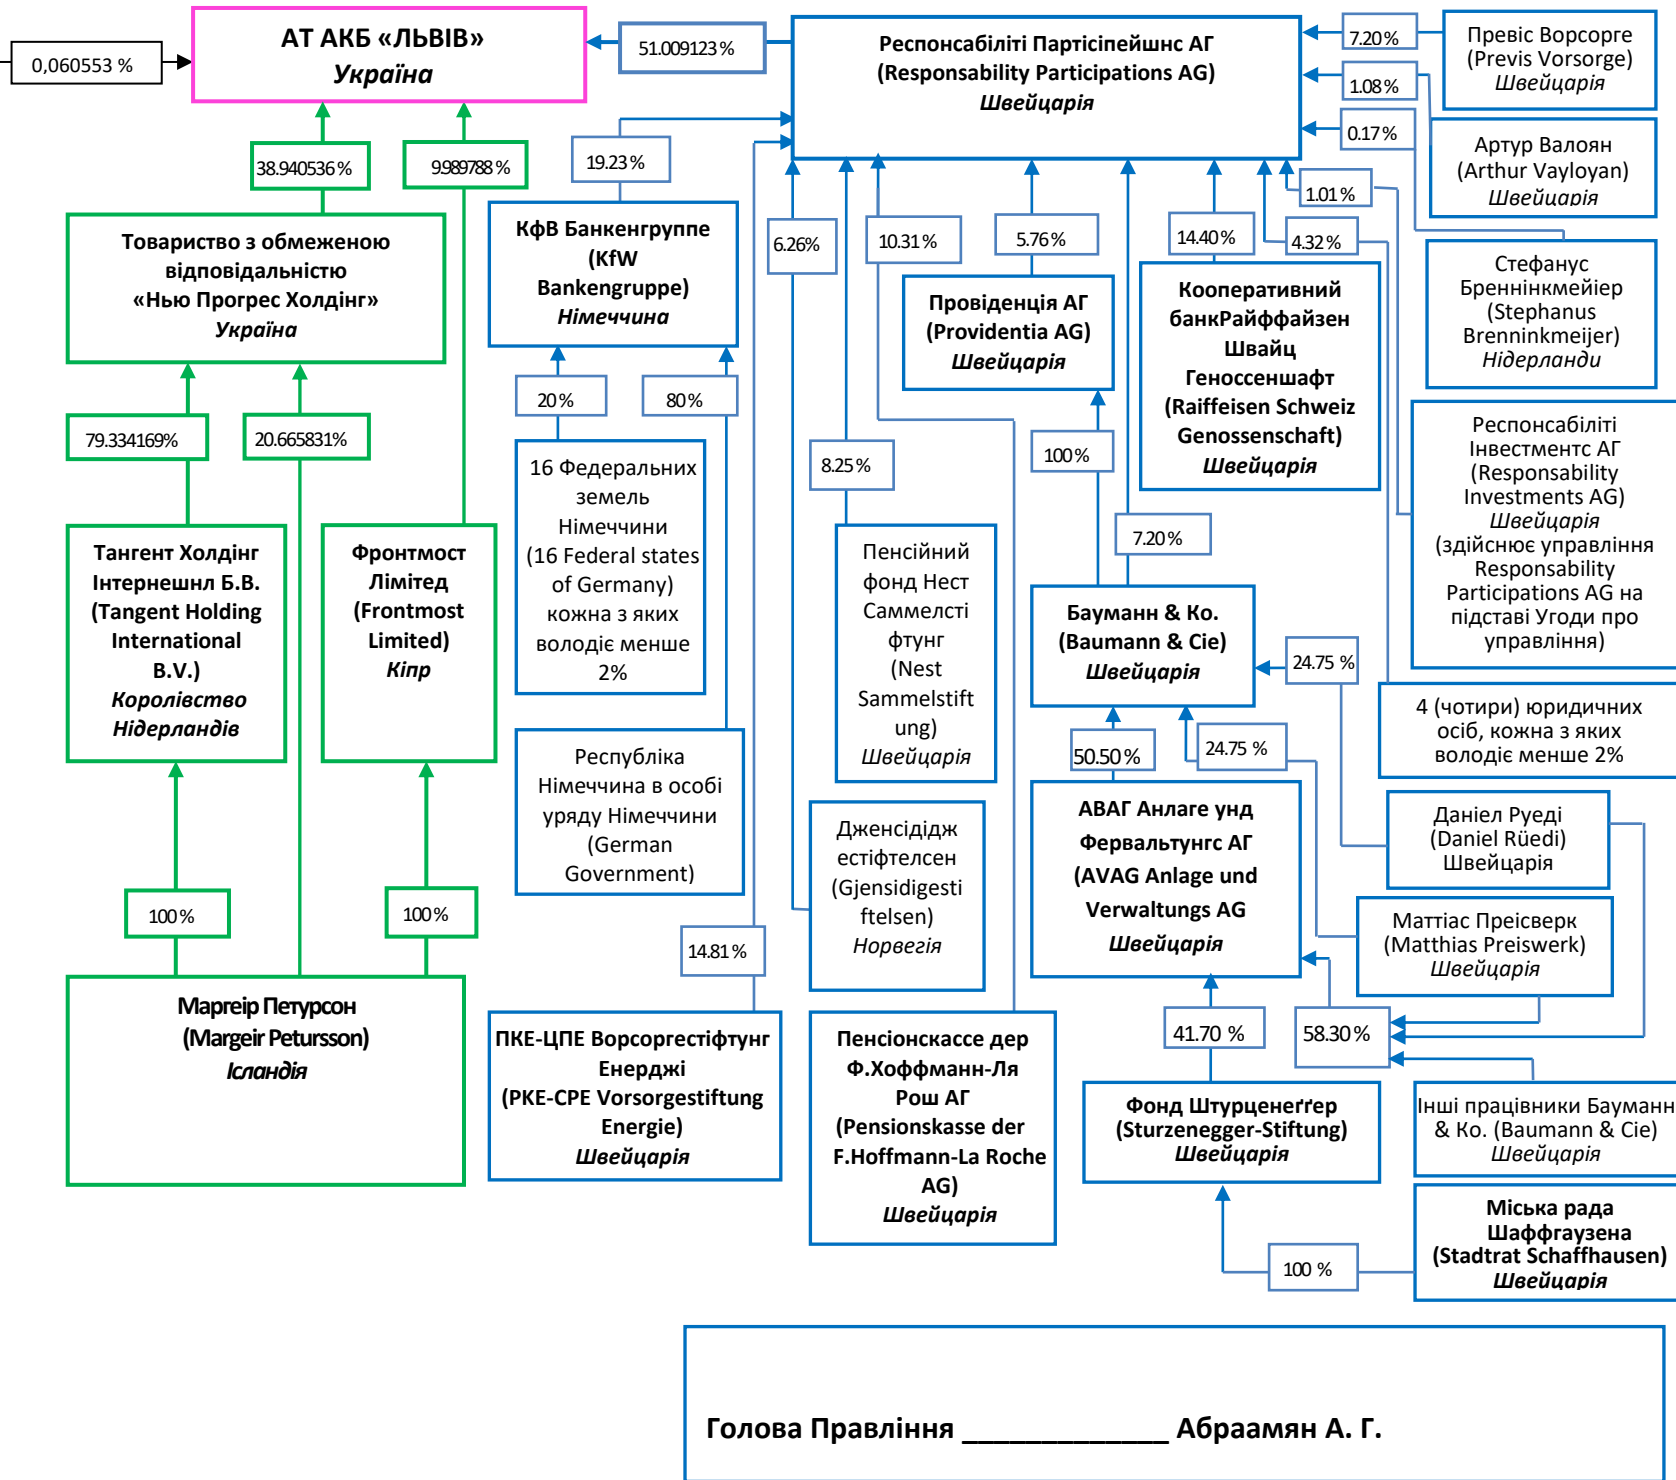 0,060553 %
АТ АКБ «ЛЬВІВ»
Україна
51.009123 %
Респонсабіліті Партісіпейшнс АГ
(Responsability Participations AG)
Швейцарія
7.20 %
Превіс Ворсорге
(Previs Vorsorge)
Швейцарія
1.08 %
0.17 %
Артур Валоян
(Arthur Vayloyan)
Швейцарія
38.940536 %
9.989788 %
19.23 %
1.01 %
6.26%
10.31 %
5.76 %
14.40 %
4.32 %
Товариство з обмеженою
відповідальністю
«Нью Прогрес Холдінг»
Україна
КфВ Банкенгруппе
(KfW
Bankengruppe)
Німеччина
Провіденція АГ
(Providentia AG)
Швейцарія
Кооперативний
банкРайффайзен
Швайц
Геноссеншафт
(Raiffeisen Schweiz
Genossenschaft)
Швейцарія
Стефанус
Бреннінкмейієр
(Stephanus
Brenninkmeijer)
Нідерланди
79.334169%
20.665831%
20 %
80 %
100 %
8.25 %
7.20 %
16 Федеральних
земель
Німеччини
(16 Federal states
of Germany)
кожна з яких
володіє менше
2%
Респонсабіліті
Інвестментс АГ
(Responsability
Investments AG)
Швейцарія
(здійснює управління
Responsability
Participations AG на
підставі Угоди про
управління)
Тангент Холдінг
Інтернешнл Б.В.
(Tangent Holding
International
B.V.)
Королівство
Нідерландів
Фронтмост
Лімітед
(Frontmost
Limited)
Кіпр
Пенсійний
фонд Нест
Саммелсті
фтунг
(Nest
Sammelstift
ung)
Швейцарія
Бауманн & Ко.
(Baumann & Cie)
Швейцарія
24.75 %
50.50 %
24.75 %
4 (чотири) юридичних
осіб, кожна з яких
володіє менше 2%
Республіка
Німеччина в особі
уряду Німеччини
(German
Government)
Дженсідідж
естіфтелсен
(Gjensidigesti
ftelsen)
Норвегія
АВАГ Анлаге унд
Фервальтунгс АГ
(AVAG Anlage und
Verwaltungs AG
Швейцарія
Даніел Руеді
(Daniel Rüedi)
Швейцарія
Маттіас Преісверк
(Matthias Preiswerk)
Швейцарія
100 %
100 %
14.81 %
41.70 %
58.30 %
Маргеір Петурсон
(Margeir Petursson)
Ісландія
ПКЕ-ЦПЕ Ворсоргестіфтунг
Енерджі
(PKE-CPE Vorsorgestiftung
Energie)
Швейцарія
Пенсіонскассе дер
Ф.Хоффманн-Ля
Рош АГ
(Pensionskasse der
F.Hoffmann-La Roche
AG)
Швейцарія
Фонд Штурценеґґер
(Sturzenegger-Stiftung)
Швейцарія
Інші працівники Бауманн
& Ко. (Baumann & Cie)
Швейцарія
100 %
Міська рада
Шаффгаузена
(Stadtrat Schaffhausen)
Швейцарія
Голова Правління _____________ Абраамян А. Г.